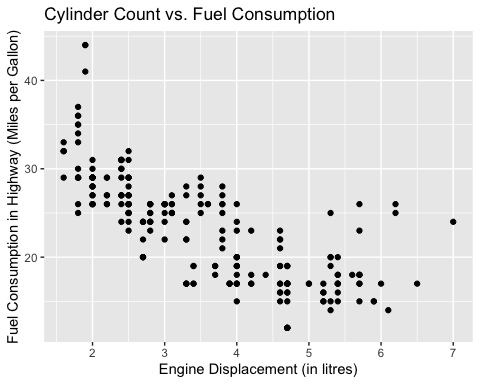 Cylinder Count vs. Fuel Consumption
Fuel Consumption in Highway (Miles per Gallon)
40
30
20
2 3 4 5 6 7
Engine Displacement (in litres)